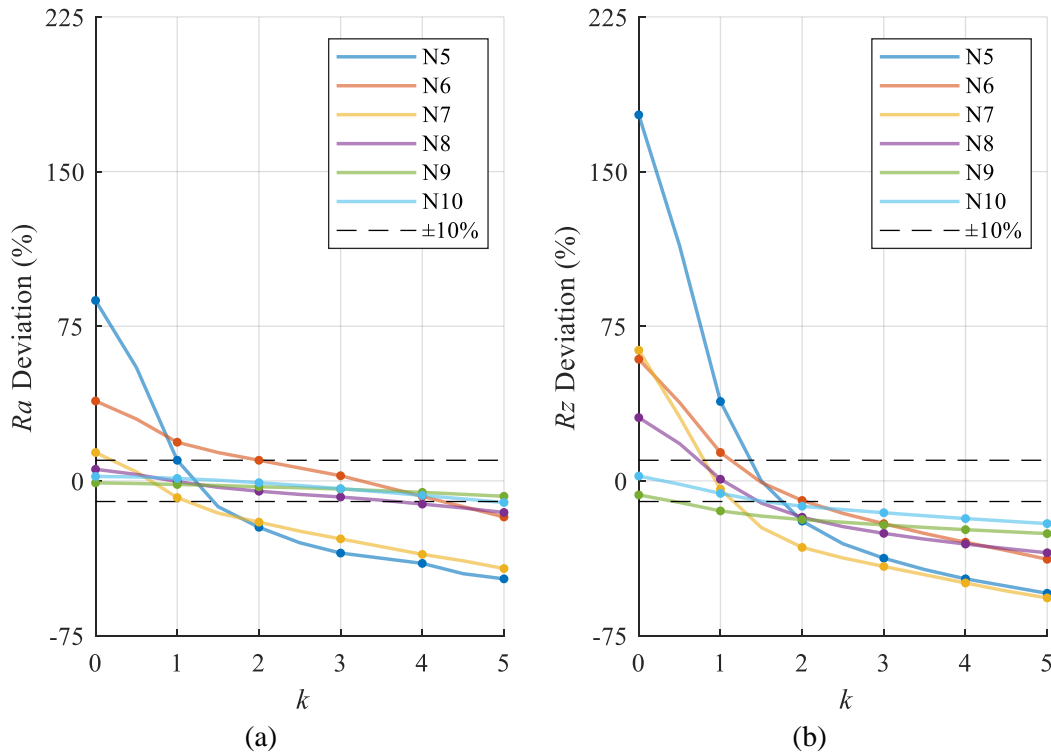 225
150
75
0
-75
Ra Deviation (%)
N5
N6
N7
N8
N9
N10
±10%
0 1 2 3 4 5
k
(a)
225
150
75
0
-75
Rz Deviation (%)
N5
N6
N7
N8
N9
N10
±10%
0 1 2 3 4 5
k
(b)